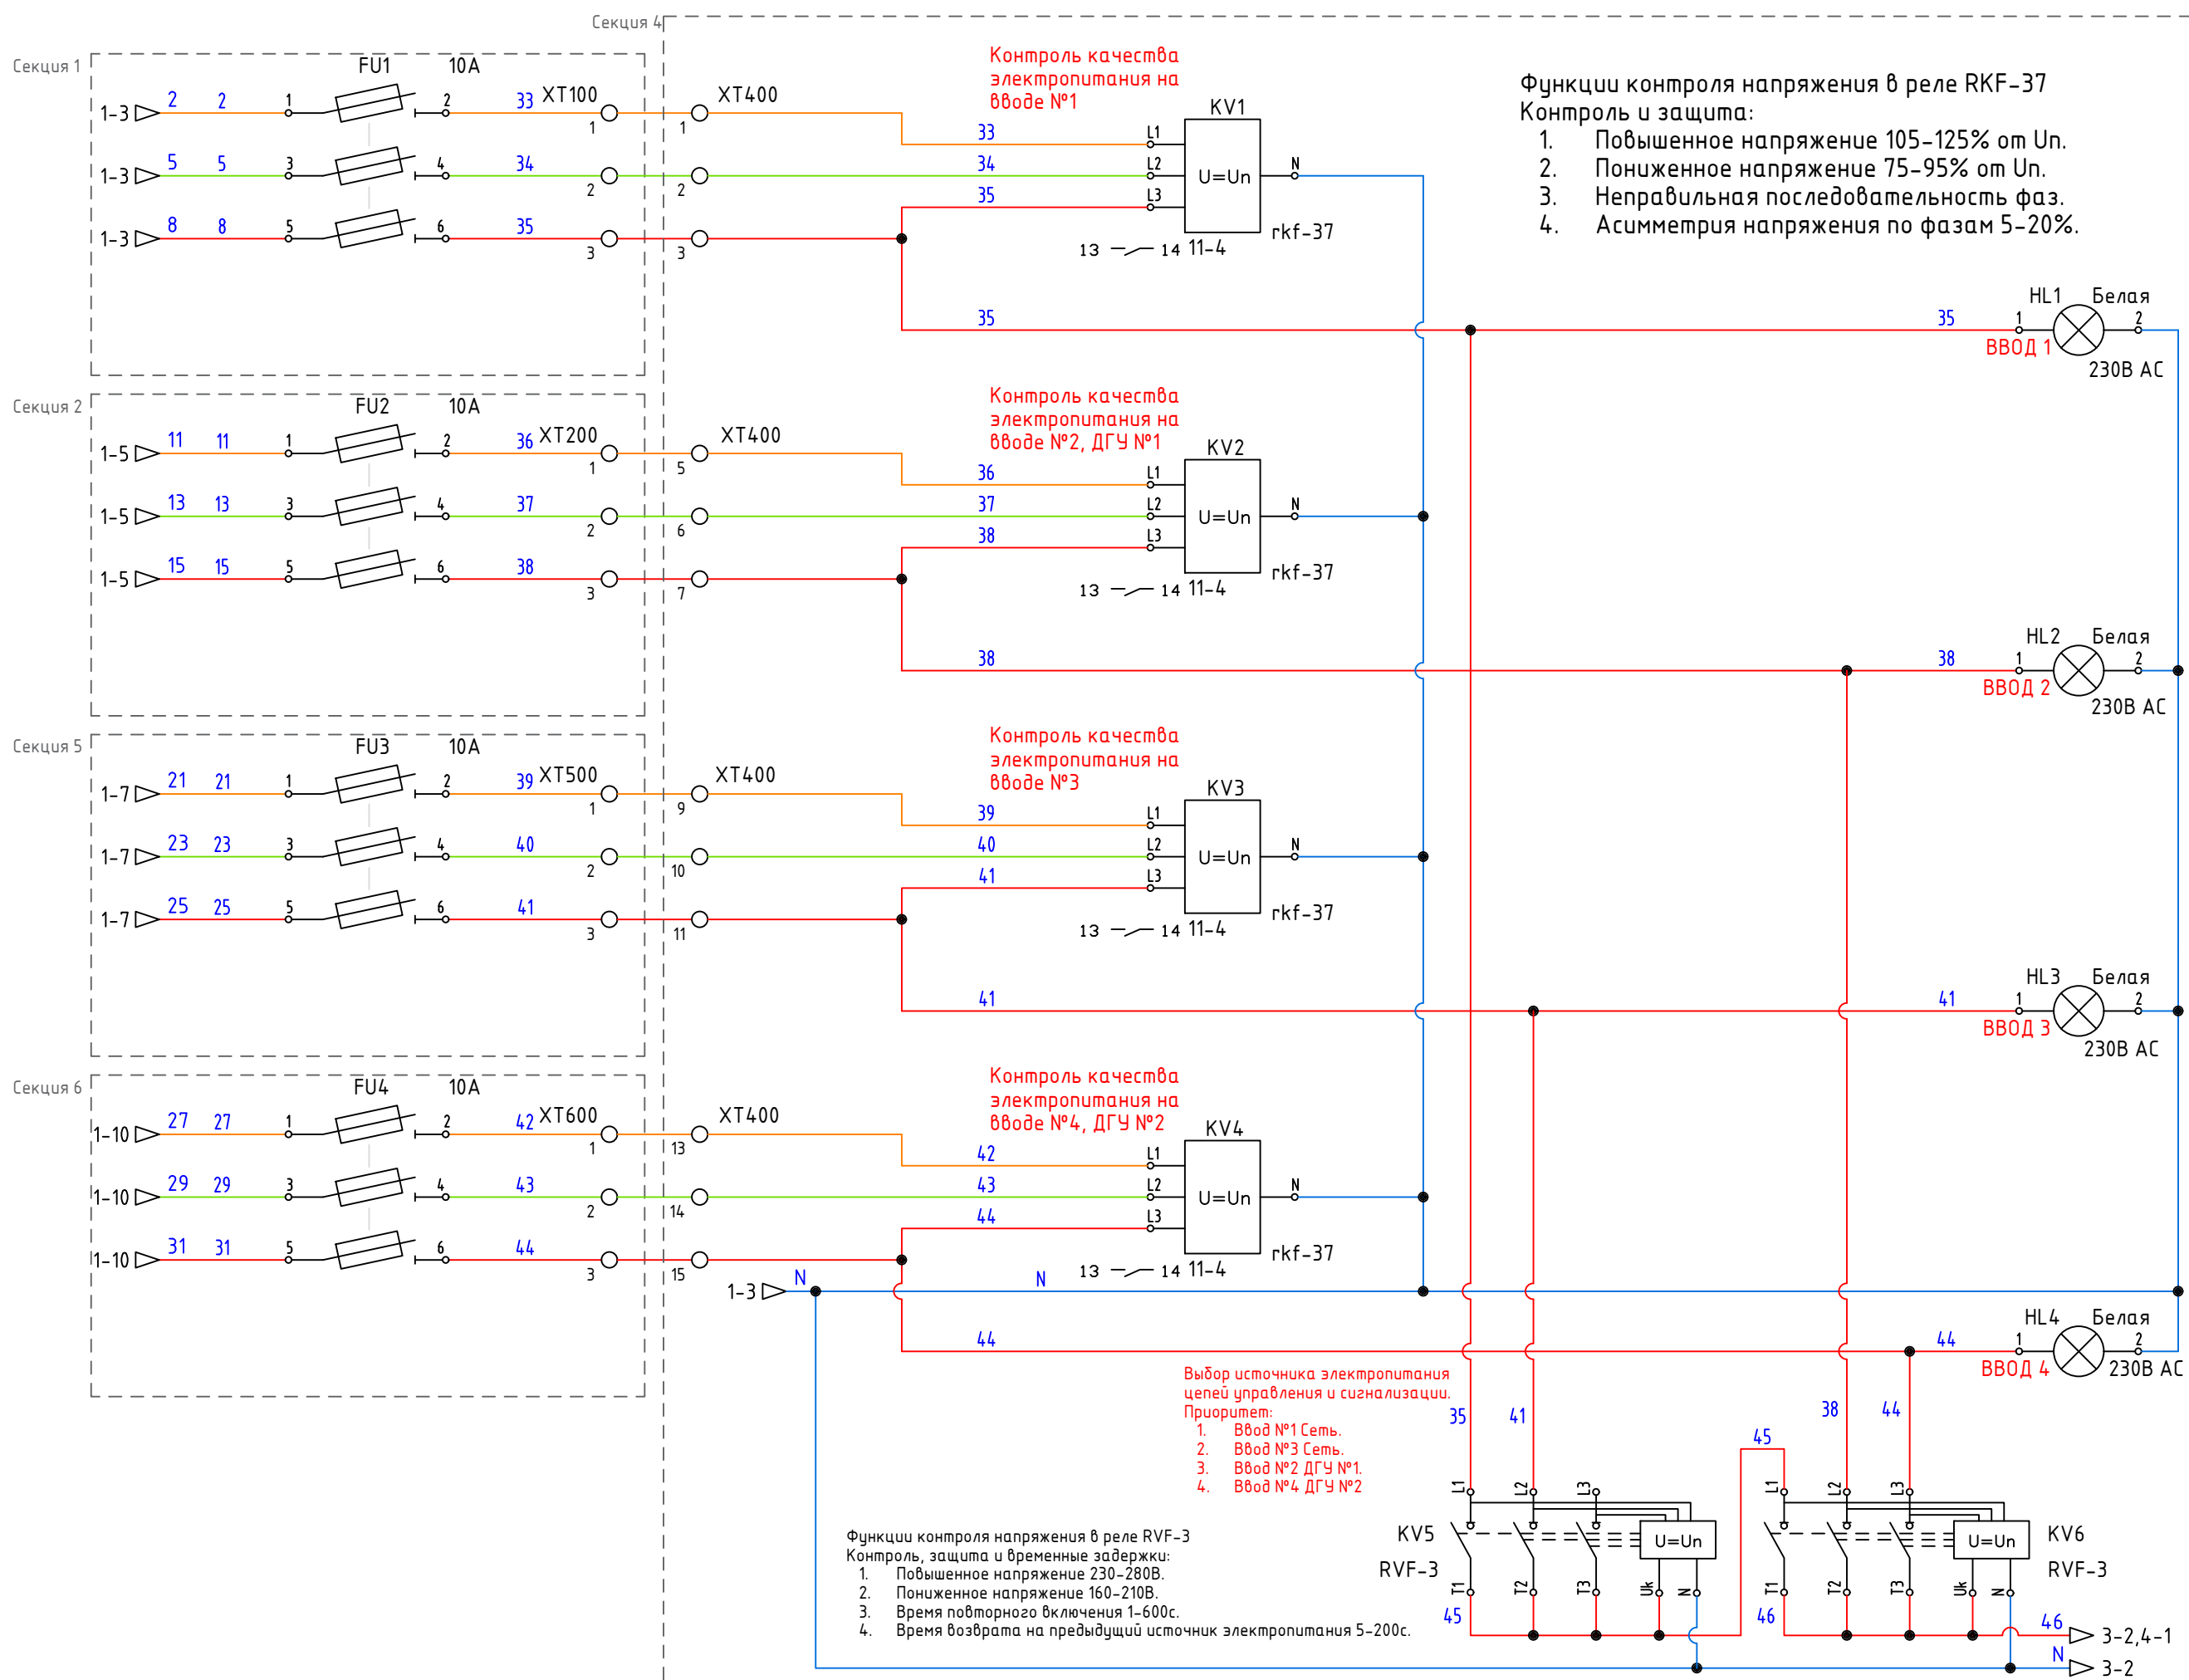 Секция 4
Секция 1
FU1 10А
1-3 2 2 1 2 33 XT100 1 1 XT400
1-3 5 5 3 4 34 2 2
1-3 8 8 5 6 35 3 3
Контроль качества
электропитания на
вводе №1
KV1
33 L1
34 L2 U=Un N
35 L3
rkf-37
13 14 11-4
Функции контроля напряжения в реле RKF-37
Контроль и защита:
1. Повышенное напряжение 105-125% от Un.
2. Пониженное напряжение 75-95% от Un.
3. Неправильная последовательность фаз.
4. Асимметрия напряжения по фазам 5-20%.
35 35
HL1 Белая
1 2
ВВОД 1
230В АС
Секция 2
FU2 10А
1-5 11 11 1 2 36 XT200 1 5 XT400
1-5 13 13 3 4 37 2 6
1-5 15 15 5 6 38 3 7
Контроль качества
электропитания на
вводе №2, ДГУ №1
KV2
36 L1
37 L2 U=Un N
38 L3
rkf-37
13 14 11-4
38 38
HL2 Белая
1 2
ВВОД 2
230В АС
Секция 5
FU3 10А
1-7 21 21 1 2 39 XT500 1 9 XT400
1-7 23 23 3 4 40 2 10
1-7 25 25 5 6 41 3 11
Контроль качества
электропитания на
вводе №3
KV3
39 L1
40 L2 U=Un N
41 L3
rkf-37
13 14 11-4
41 41
HL3 Белая
1 2
ВВОД 3
230В АС
Секция 6
FU4 10А
1-10 27 27 1 2 42 XT600 1 13 XT400
1-10 29 29 3 4 43 2 14
1-10 31 31 5 6 44 3 15
Контроль качества
электропитания на
вводе №4, ДГУ №2
KV4
42 L1
43 L2 U=Un N
44 L3
rkf-37
13 14 11-4
1-3 N N
44 44
HL4 Белая
1 2
ВВОД 4
230В АС
Выбор источника электропитания
цепей управления и сигнализации.
Приоритет:
1. Ввод №1 Сеть.
2. Ввод №3 Сеть.
3. Ввод №2 ДГУ №1.
4. Ввод №4 ДГУ №2
35 41 38 44
45
L1 L2 L3 L1 L2 L3
KV5 U=Un U=Un KV6
RVF-3 RVF-3
T1 T2 T3 Uk N T1 T2 T3 Uk N
45 46 46 3-2,4-1
N 3-2
Функции контроля напряжения в реле RVF-3
Контроль, защита и временные задержки:
1. Повышенное напряжение 230-280В.
2. Пониженное напряжение 160-210В.
3. Время повторного включения 1-600с.
4. Время возврата на предыдущий источник электропитания 5-200с.